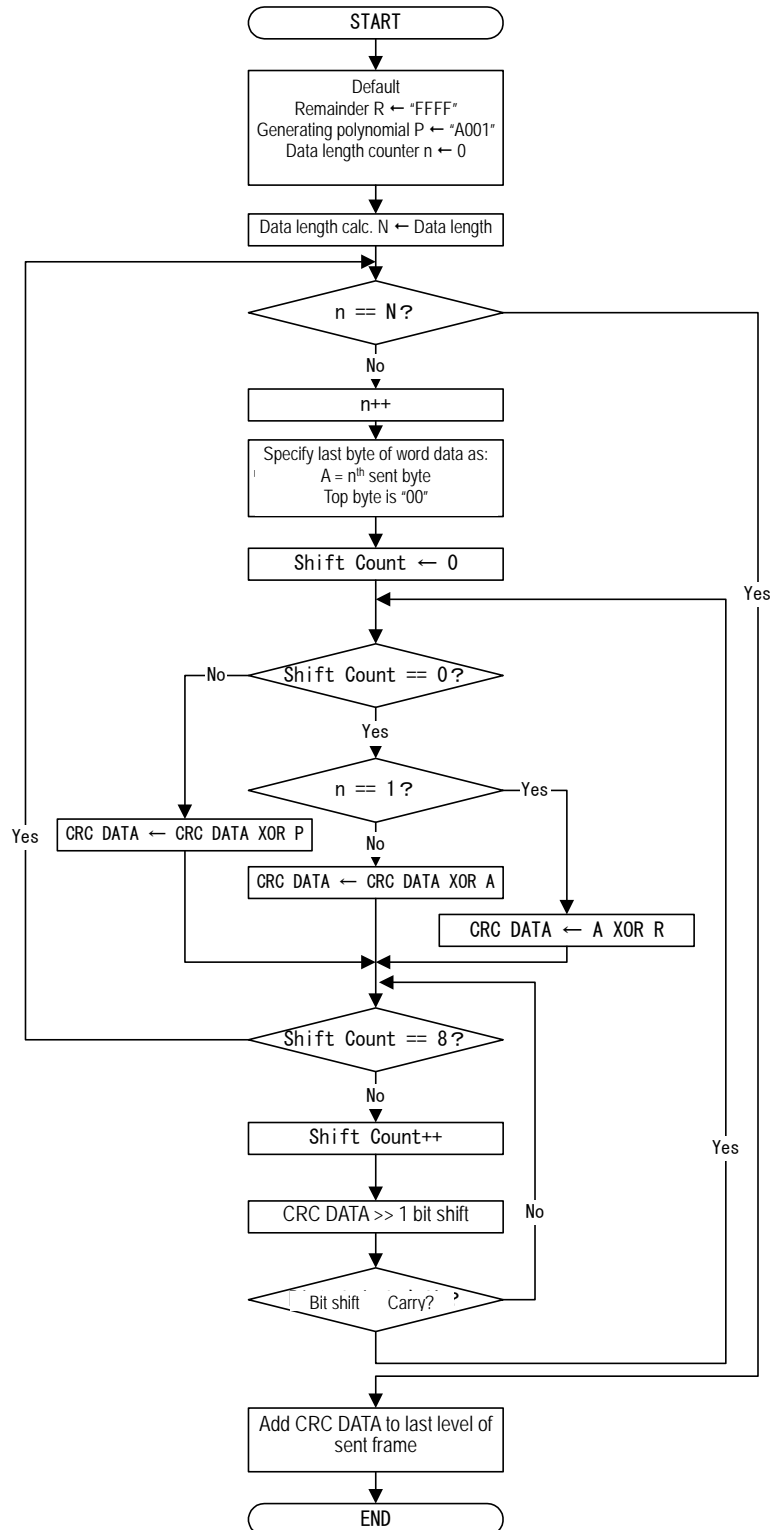 START
Default
Remainder R ← “FFFF”
Generating polynomial P ← “A001”
Data length counter n ← 0
Data length calc. N ← Data length
n == N?
No
n++
Specify last byte of word data as:
A = nth sent byte
Top byte is “00”
Shift Count ← 0
Yes
No
Shift Count == 0?
Yes
n == 1?
Yes
Yes
CRC DATA ← CRC DATA XOR P
No
CRC DATA ← CRC DATA XOR A
CRC DATA ← A XOR R
Shift Count == 8?
No
Shift Count++
Yes
CRC DATA >> 1 bit shift
No
Bit shift Carry?
Add CRC DATA to last level of
sent frame
END